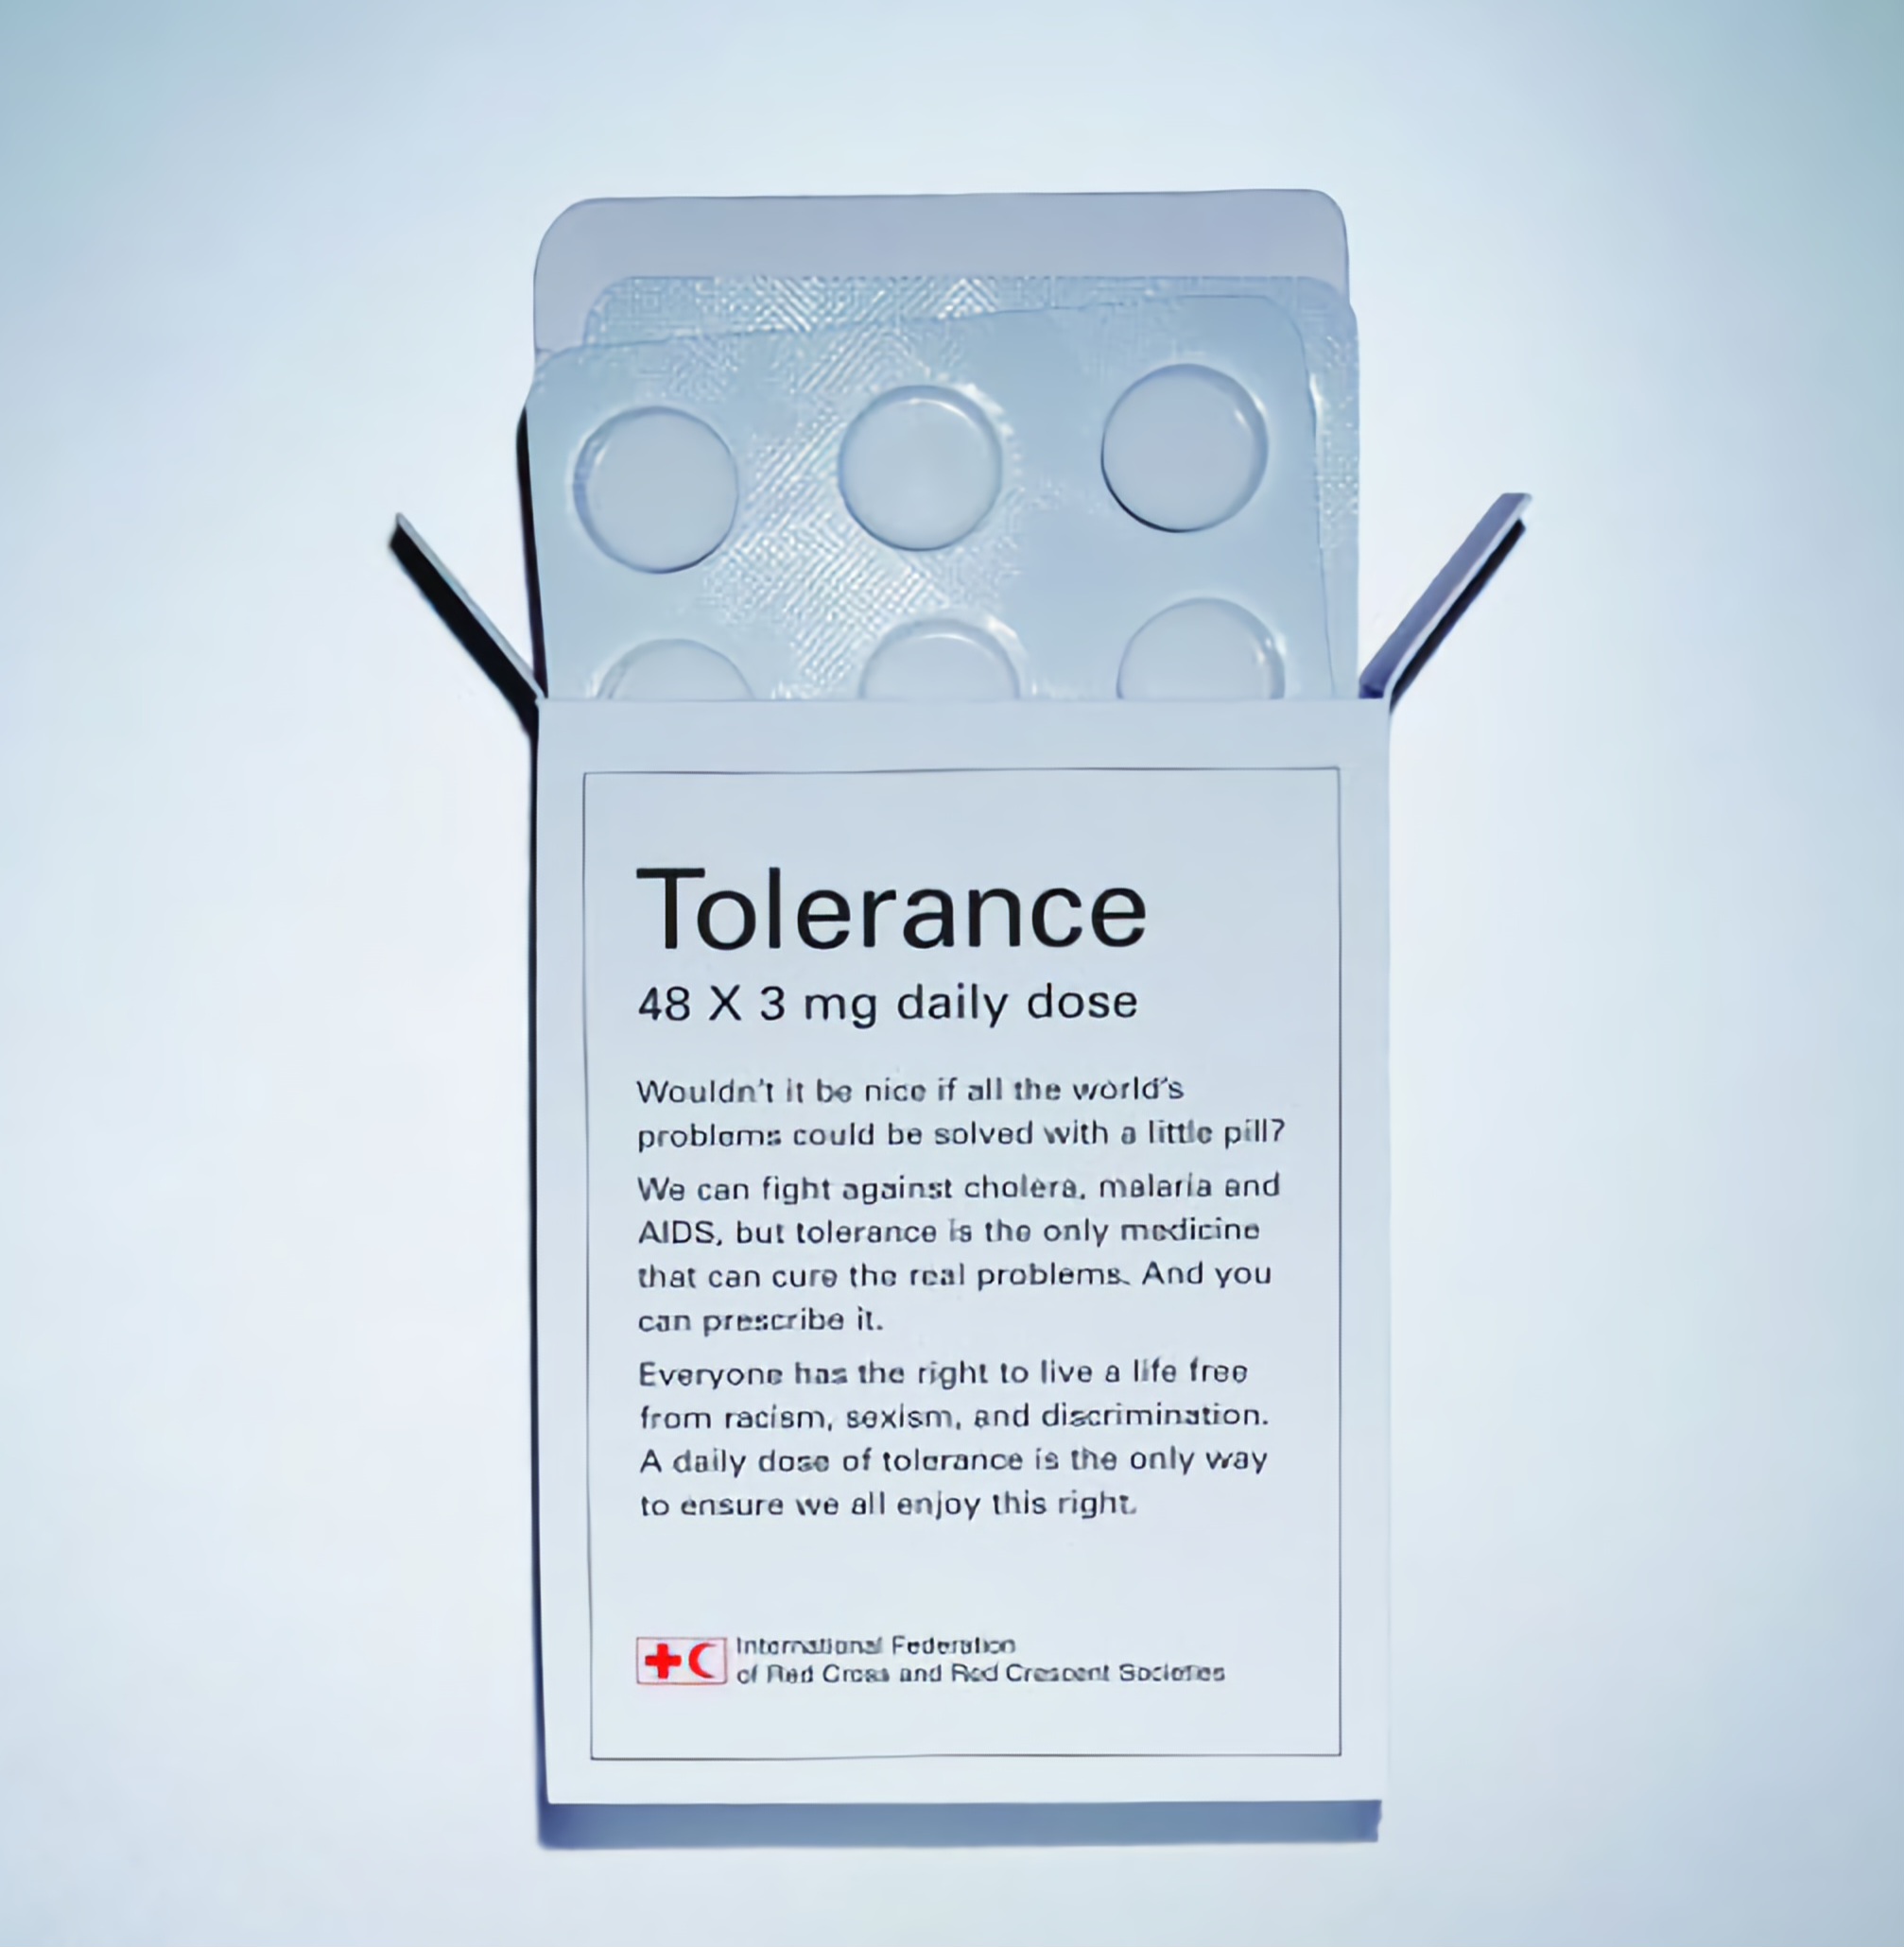 Tolerance
48 X 3 mg daily dose
Wouldn't it be nice if all the world's
problems could be solved with a little pill?
We can fight against cholera, malaria and
AIDS, but tolerance is the only medicine
that can cure the real problems. And you
can prescribe it.
Everyone has the right to live a life free
from racism, sexism, and discrimination.
A daily dose of tolerance is the only way
to ensure we all enjoy this right.
International Federation
of Red Cross and Red Crescent Societies